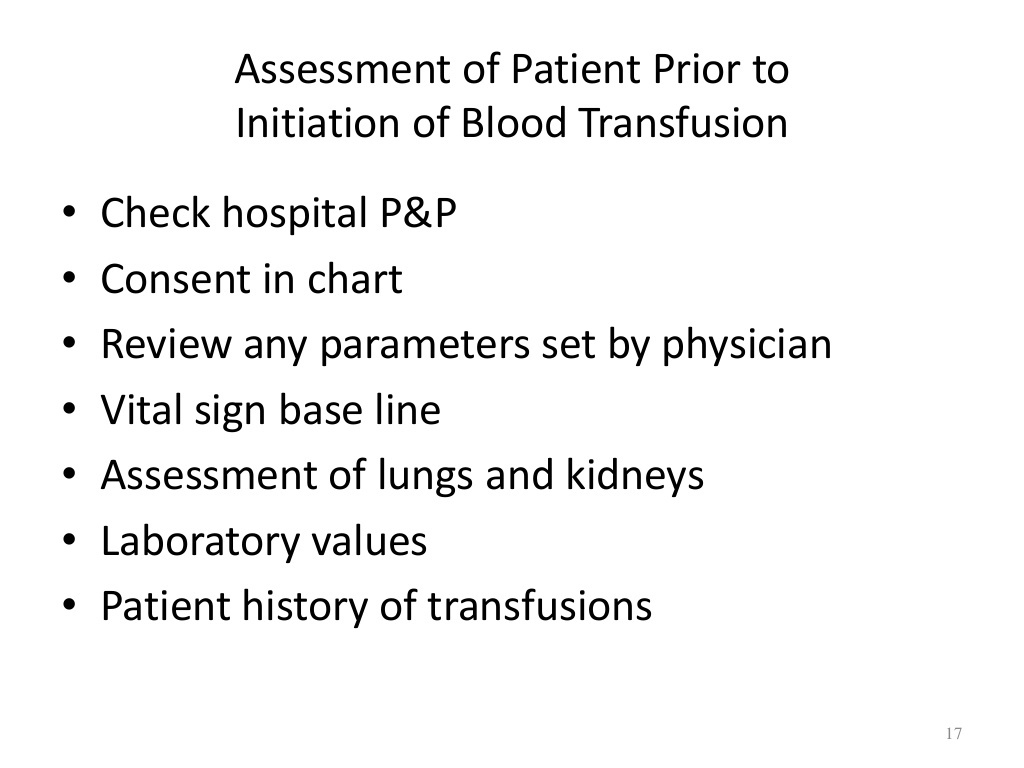 Assessment of Patient Prior to
Initiation of Blood Transfusion
• Check hospital P&P
• Consent in chart
• Review any parameters set by physician
• Vital sign base line
• Assessment of lungs and kidneys
• Laboratory values
• Patient history of transfusions
17